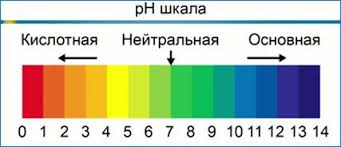 pH шкала
Кислотная Нейтральная Основная
0 1 2 3 4 5 6 7 8 9 10 11 12 13 14